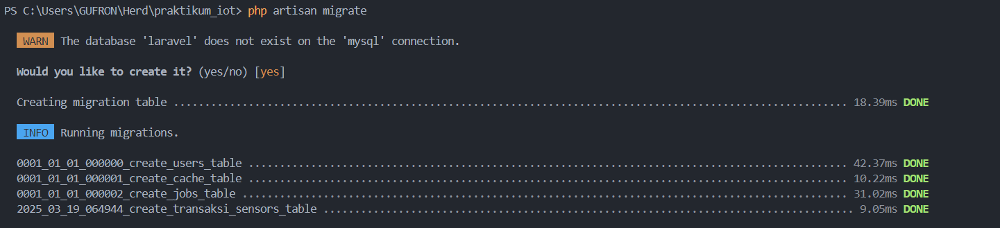 PS C:\Users\GUFRON\Herd\praktikum_iot> php artisan migrate
WARN The database 'laravel' does not exist on the 'mysql' connection.
Would you like to create it? (yes/no) [yes]
Creating migration table ............................................................................................................ 18.39ms DONE
INFO Running migrations.
0001_01_01_000000_create_users_table ................................................................................................ 42.37ms DONE
0001_01_01_000001_create_cache_table ................................................................................................ 10.22ms DONE
0001_01_01_000002_create_jobs_table ................................................................................................. 31.02ms DONE
2025_03_19_064944_create_transaksi_sensors_table ..................................................................................... 9.05ms DONE